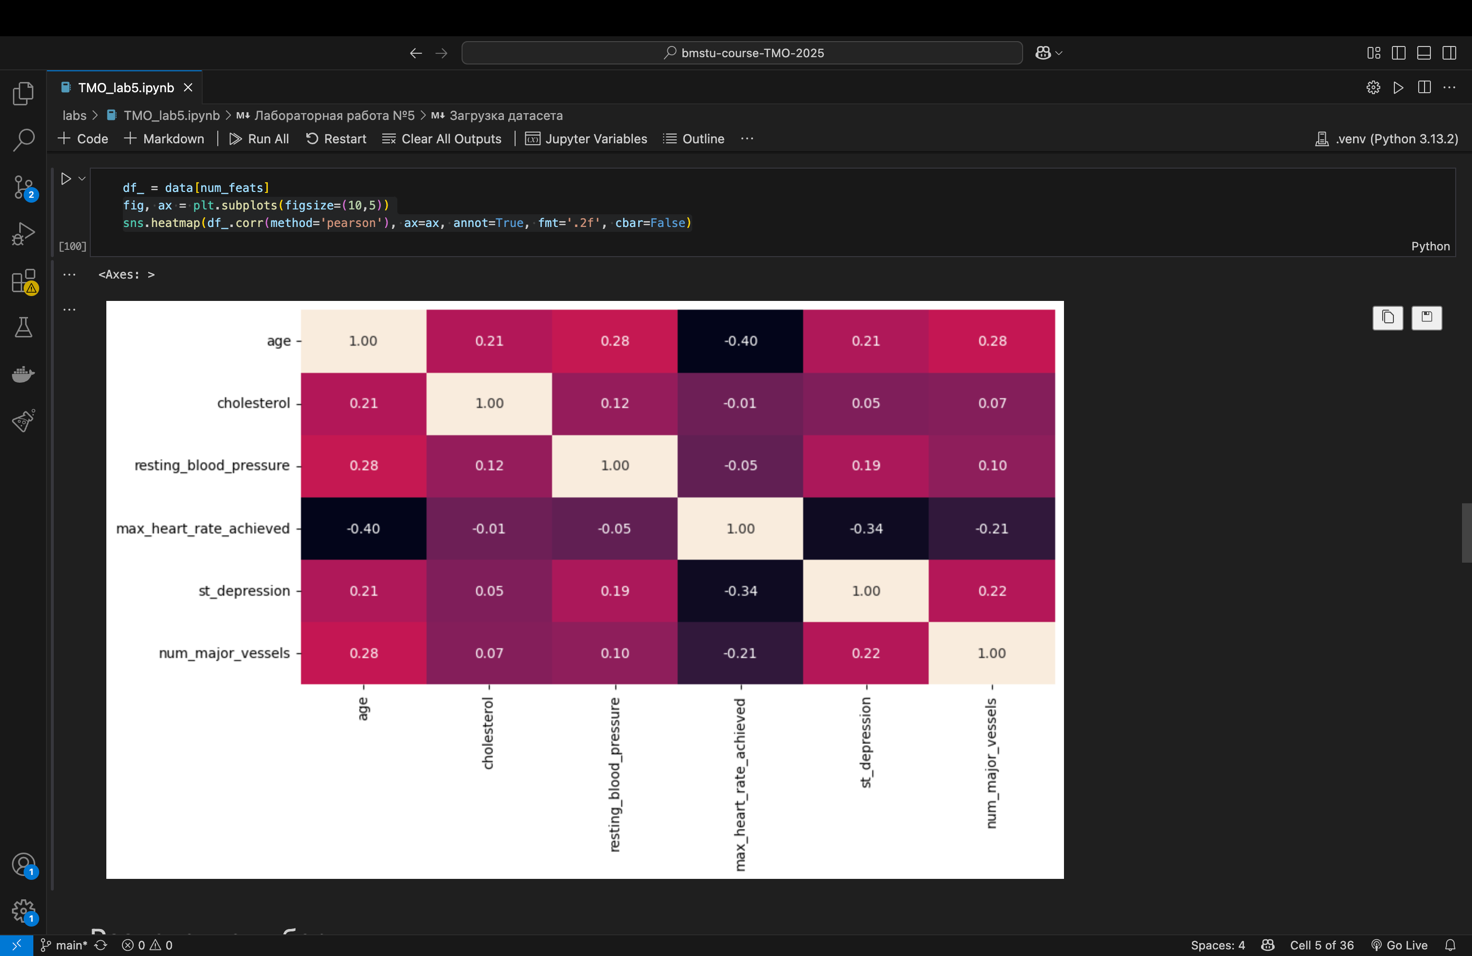 bmstu-course-TMO-2025
TMO_lab5.ipynb
labs > TMO_lab5.ipynb > M↓ Лабораторная работа №5 > M↓ Загрузка датасета
+ Code + Markdown | Run All Restart Clear All Outputs | Jupyter Variables Outline ...
.venv (Python 3.13.2)
df_ = data[num_feats]
fig, ax = plt.subplots(figsize=(10,5))
sns.heatmap(df_.corr(method='pearson'), ax=ax, annot=True, fmt='.2f', cbar=False)
[100]
Python
<Axes: >
age 1.00 0.21 0.28 -0.40 0.21 0.28
cholesterol 0.21 1.00 0.12 -0.01 0.05 0.07
resting_blood_pressure 0.28 0.12 1.00 -0.05 0.19 0.10
max_heart_rate_achieved -0.40 -0.01 -0.05 1.00 -0.34 -0.21
st_depression 0.21 0.05 0.19 -0.34 1.00 0.22
num_major_vessels 0.28 0.07 0.10 -0.21 0.22 1.00
age
cholesterol
resting_blood_pressure
max_heart_rate_achieved
st_depression
num_major_vessels
2
1
1
main* 0 0
Spaces: 4 Cell 5 of 36 Go Live